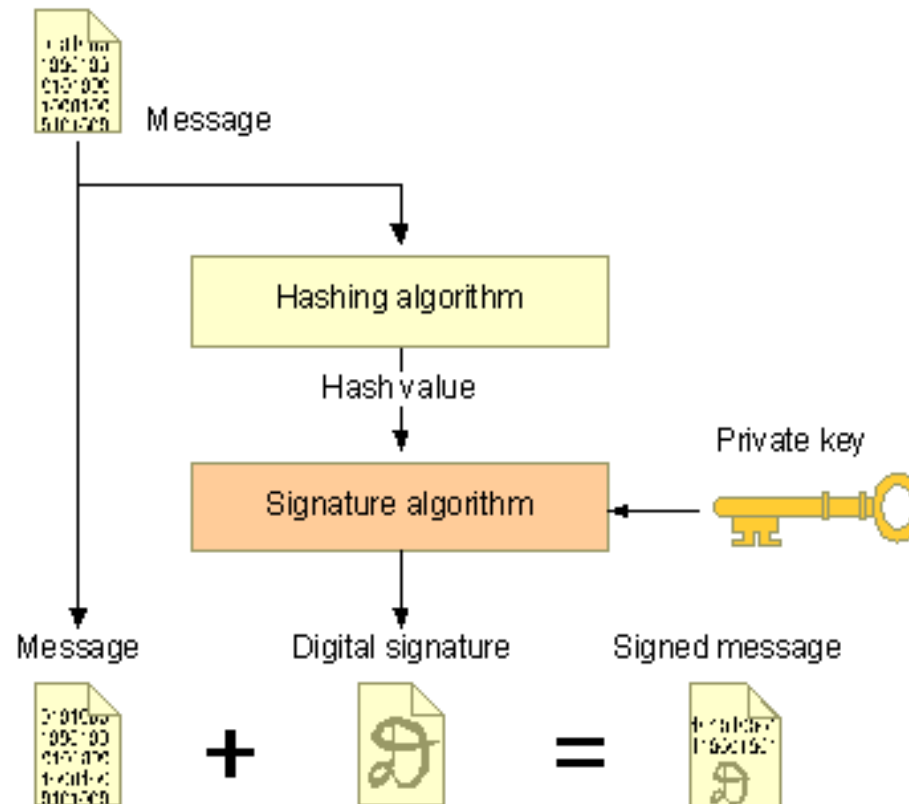 Message
Hashing algorithm
Hash value
Private key
Signature algorithm
Message
Digital signature
Signed message
+
=